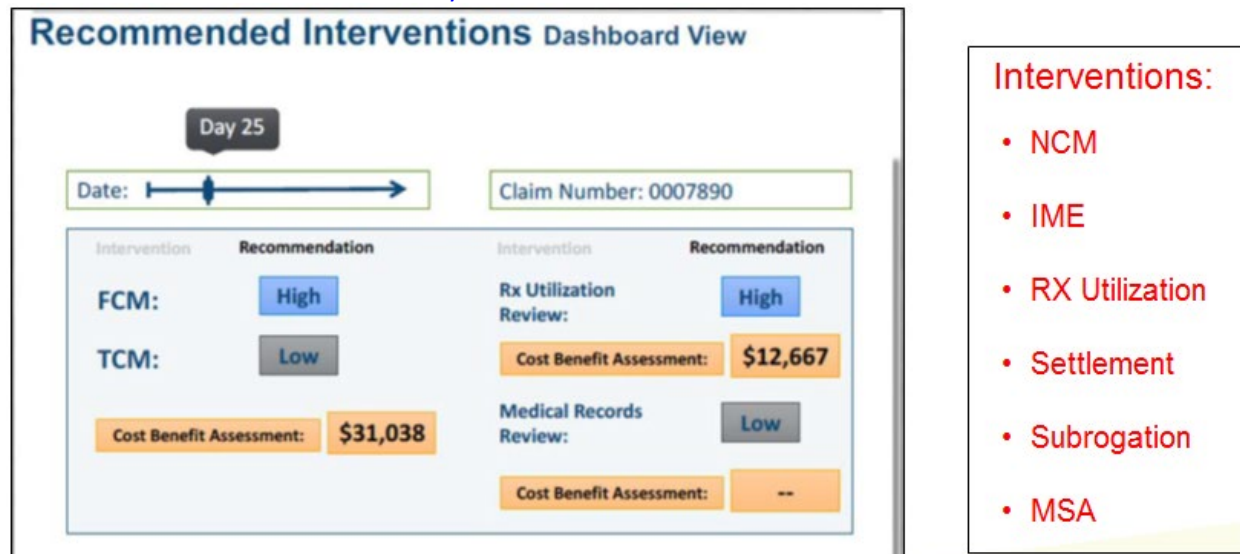 Recommended Interventions Dashboard View
Day 25
Date:
Claim Number: 0007890
Intervention Recommendation
FCM: High
TCM: Low
Cost Benefit Assessment: $31,038
Intervention Recommendation
Rx Utilization
Review: High
Cost Benefit Assessment: $12,667
Medical Records
Review: Low
Cost Benefit Assessment: --
Interventions:
• NCM
• IME
• RX Utilization
• Settlement
• Subrogation
• MSA